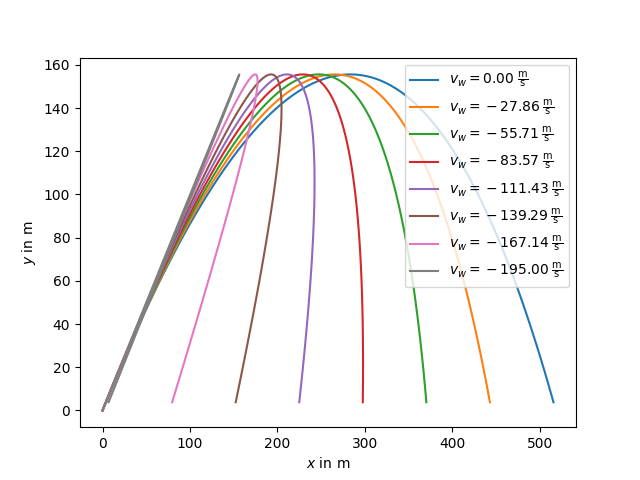 160
140
120
100
80
60
40
20
0
y in m
0 100 200 300 400 500
x in m
v_w = 0.00 m/s
v_w = −27.86 m/s
v_w = −55.71 m/s
v_w = −83.57 m/s
v_w = −111.43 m/s
v_w = −139.29 m/s
v_w = −167.14 m/s
v_w = −195.00 m/s